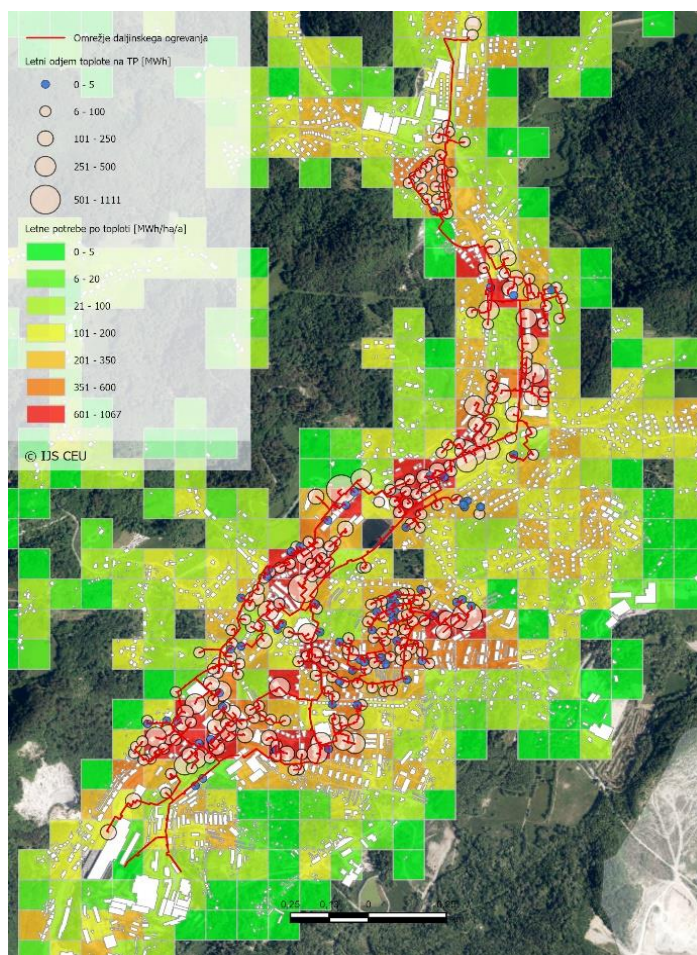 Omrežje daljinskega ogrevanja
Letni odjem toplote na TP [MWh]
0 - 5
6 - 100
101 - 250
251 - 500
501 - 1111
Letne potrebe po toploti [MWh/ha/a]
0 - 5
6 - 20
21 - 100
101 - 200
201 - 350
351 - 600
601 - 1067
© IJS CEU
0